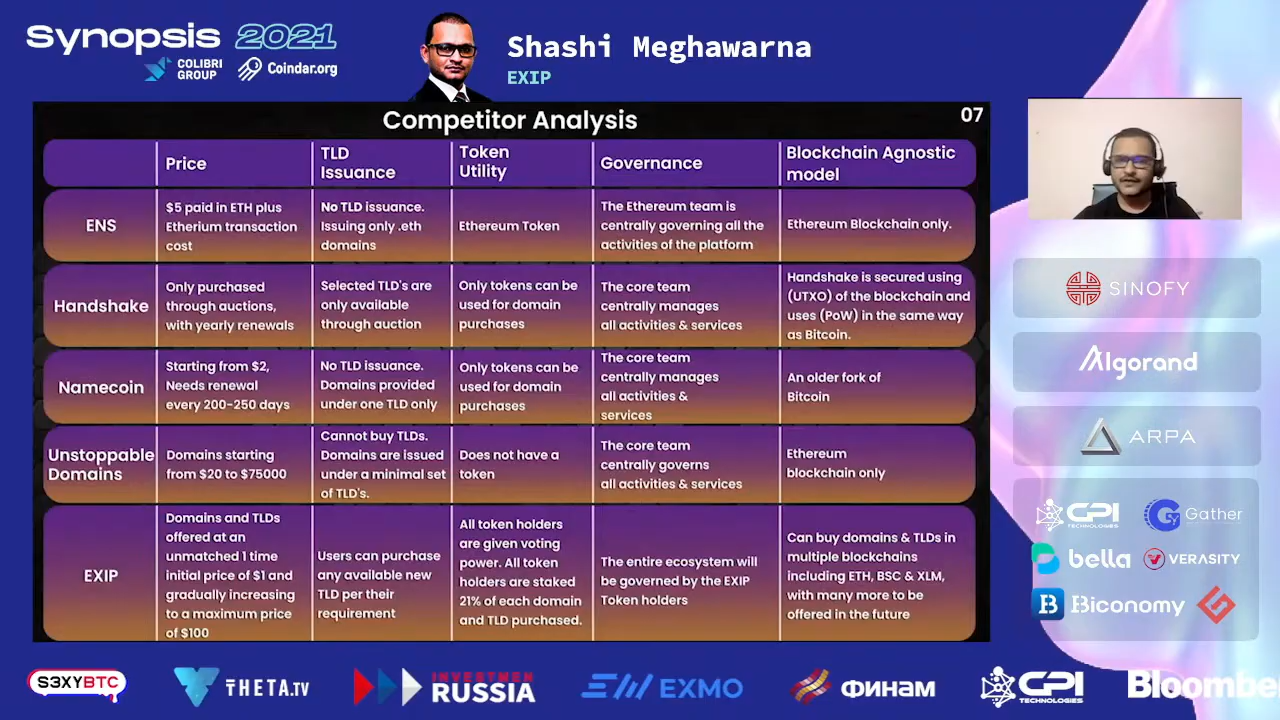 Synopsis 2021
COLIBRI
GROUP
Coindar.org
Shashi Meghawarna
EXIP
Competitor Analysis
07
Price
TLD
Issuance
Token
Utility
Governance
Blockchain Agnostic
model
ENS
$5 paid in ETH plus
Etherium transaction
cost
No TLD issuance.
Issuing only .eth
domains
Ethereum Token
The Ethereum team is
centrally governing all the
activities of the platform
Ethereum Blockchain only.
Handshake
Only purchased
through auctions,
with yearly renewals
Selected TLD's are
only available
through auction
Only tokens can be
used for domain
purchases
The core team
centrally manages
all activities & services
Handshake is secured using
(UTXO) of the blockchain and
uses (PoW) in the same way
as Bitcoin.
Namecoin
Starting from $2,
Needs renewal
every 200-250 days
No TLD issuance.
Domains provided
under one TLD only
Only tokens can be
used for domain
purchases
The core team
centrally manages
all activities &
services
An older fork of
Bitcoin
Unstoppable
Domains
Domains starting
from $20 to $75000
Cannot buy TLDs.
Domains are issued
under a minimal set
of TLD's.
Does not have a
token
The core team
centrally governs
all activities & services
Ethereum
blockchain only
EXIP
Domains and TLDs
offered at an
unmatched 1 time
initial price of $1 and
gradually increasing
to a maximum price
of $100
Users can purchase
any available new
TLD per their
requirement
All token holders
are given voting
power. All token
holders are staked
21% of each domain
and TLD purchased.
The entire ecosystem will
be governed by the EXIP
Token holders
Can buy domains & TLDs in
multiple blockchains
including ETH, BSC & XLM,
with many more to be
offered in the future
SINOFY
Algorand
ARPA
CPI
TECHNOLOGIES
Gather
bella
VERASITY
Biconomy
S3XYBTC
THETA.TV
INVESTMEN
RUSSIA
EXMO
ФИНАМ
CPI
TECHNOLOGIES
Bloombe